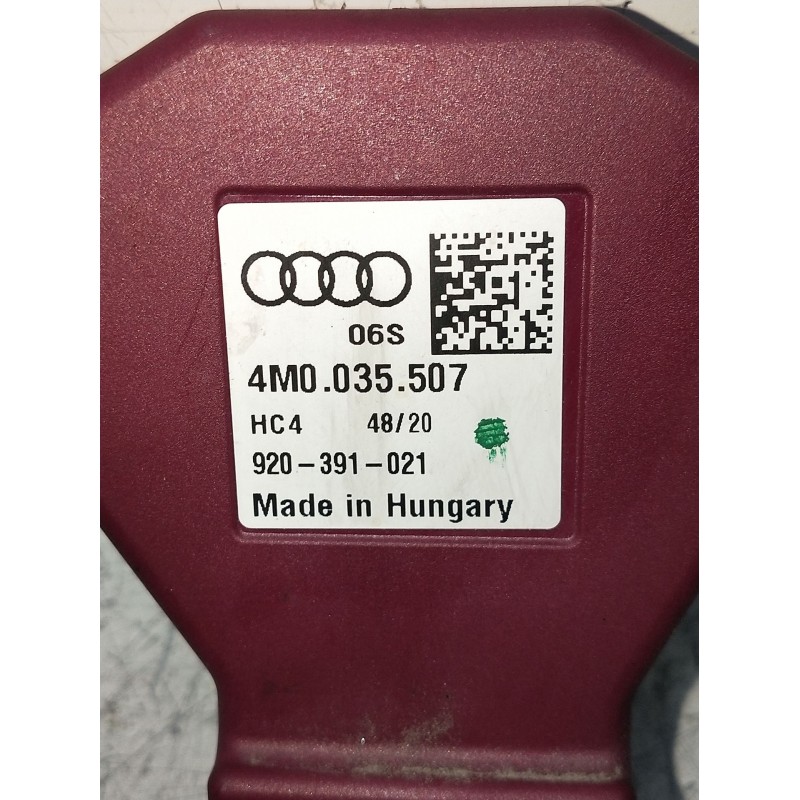 06S
4M0.035.507
HC4 48/20
920-391-021
Made in Hungary